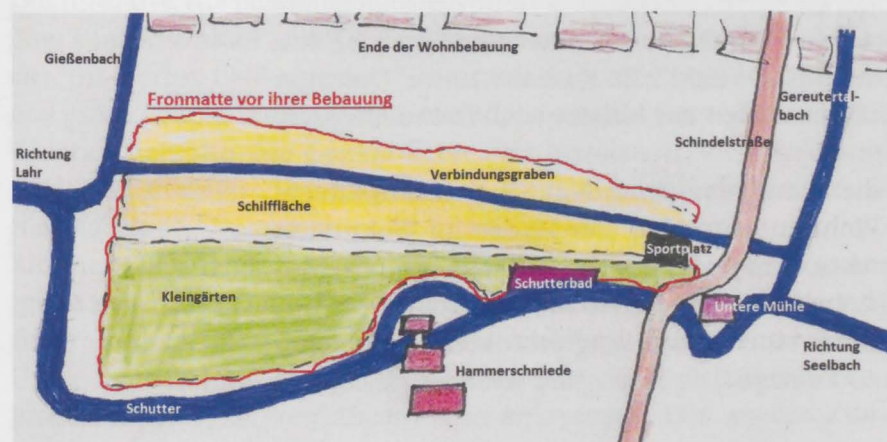 Ende der Wohnbebauung
Gießenbach
Gereutertal-
bach
Fronmatte vor ihrer Bebauung
Schindelstraße
Richtung
Lahr
Verbindungsgraben
Schilffläche
Sportplatz
Kleingärten
Schutterbad
Untere Mühle
Richtung
Seelbach
Hammerschmiede
Schutter